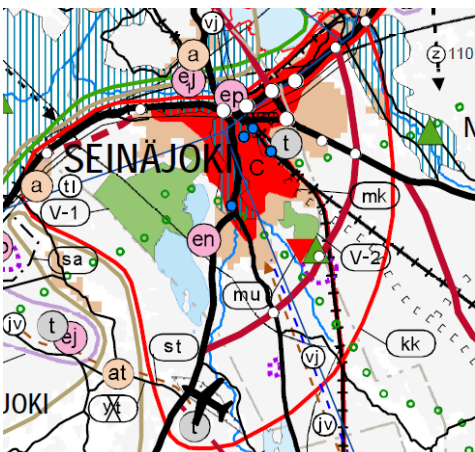 vj
a
z 110
ej
ep
t
SEINÄJOKI
C
a
tl
mk
V-1
en
V-2
sa
mu
jv
t
st
vj
kk
ej
at
JOKI
yt
t
jv